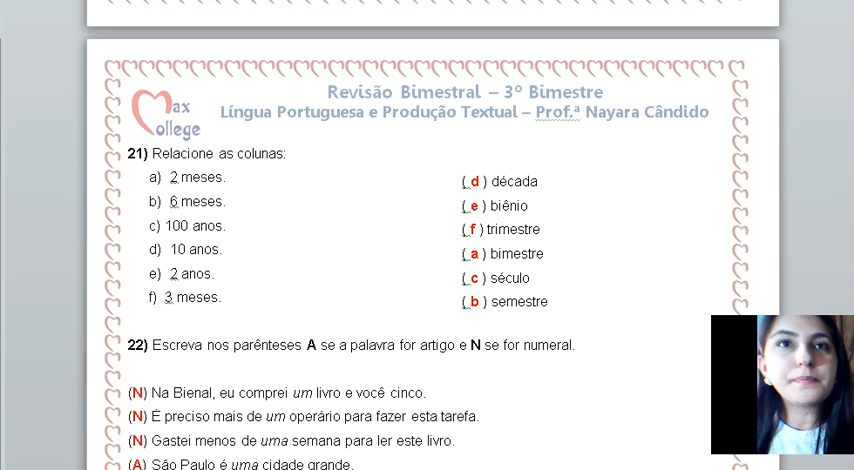 Revisão Bimestral – 3º Bimestre
Língua Portuguesa e Produção Textual – Prof.ª Nayara Cândido
Max
College
21) Relacione as colunas:
a) 2 meses.
b) 6 meses.
c) 100 anos.
d) 10 anos.
e) 2 anos.
f) 3 meses.
( d ) década
( e ) biênio
( f ) trimestre
( a ) bimestre
( c ) século
( b ) semestre
22) Escreva nos parênteses A se a palavra for artigo e N se for numeral.
(N) Na Bienal, eu comprei um livro e você cinco.
(N) É preciso mais de um operário para fazer esta tarefa.
(N) Gastei menos de uma semana para ler este livro.
(A) São Paulo é uma cidade grande.